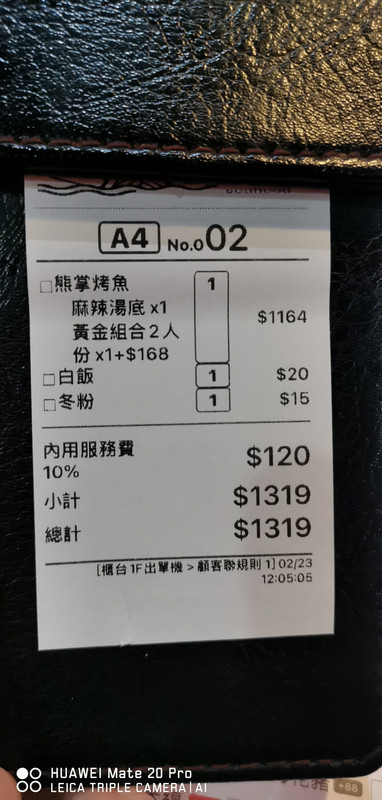 A4 No.002
□熊掌烤魚 1 $1164
麻辣湯底 x1
黃金組合2人
份 x1+$168
□白飯 1 $20
□冬粉 1 $15
內用服務費 $120
10%
小計 $1319
總計 $1319
[櫃台1F出單機 > 顧客聯規則 1] 02/23
12:05:05
+88
HUAWEI Mate 20 Pro
LEICA TRIPLE CAMERA | AI